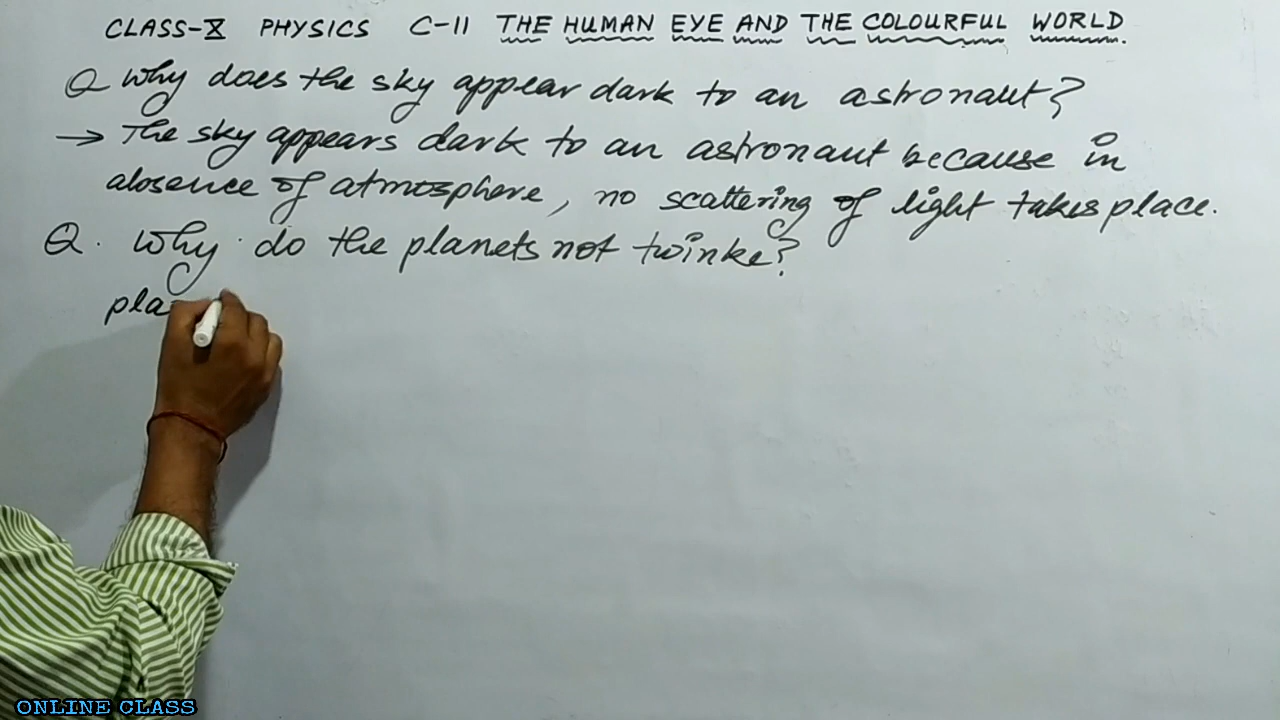 CLASS-X PHYSICS C-11 THE HUMAN EYE AND THE COLOURFUL WORLD.
Q Why does the sky appear dark to an astronaut?
→ The sky appears dark to an astronaut because in
absence of atmosphere, no scattering of light takes place.
Q. Why do the planets not twinke?
pla
ONLINE CLASS